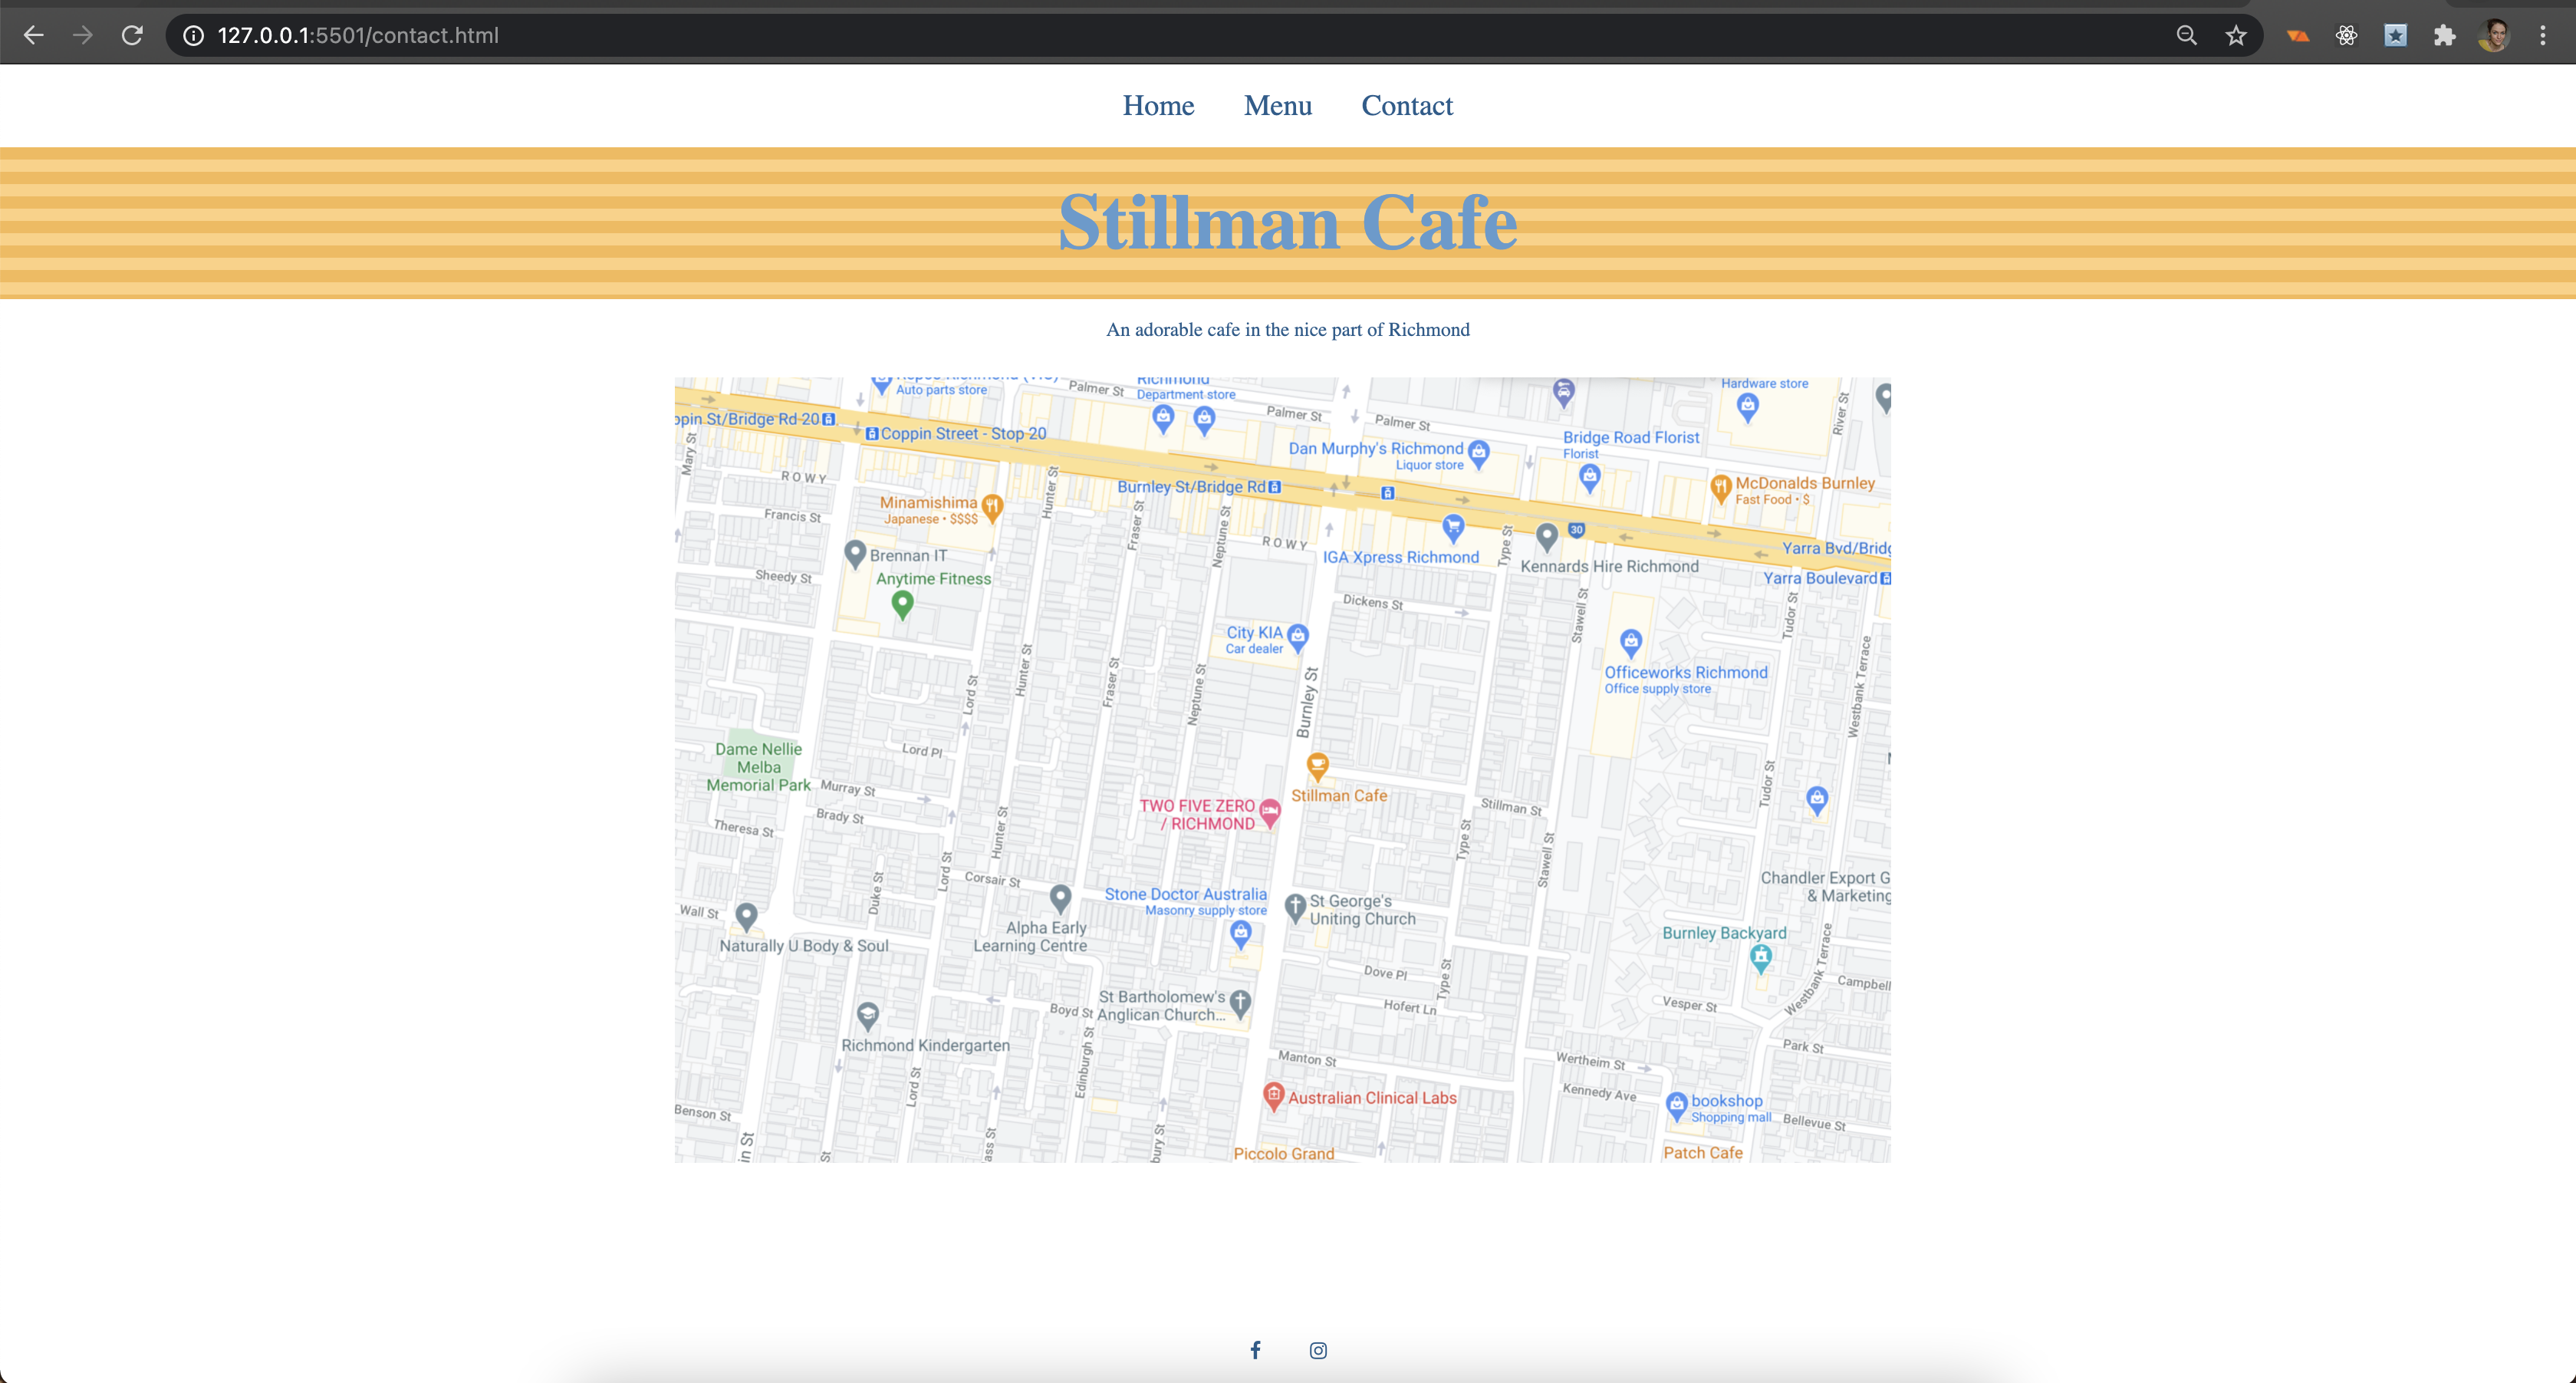 127.0.0.1:5501/contact.html
Home Menu Contact
Stillman Cafe
An adorable cafe in the nice part of Richmond
Auto parts store
Palmer St
Richmond
Department store
Palmer St
Palmer St
Hardware store
River St
ppin St/Bridge Rd 20
Coppin Street - Stop 20
Mary St
Dan Murphy's Richmond
Liquor store
Bridge Road Florist
Florist
ROWY
Burnley St/Bridge Rd
McDonalds Burnley
Fast Food • $
Minamishima
Japanese • $$$$
Hunter St
Francis St
Fraser St
Neptune St
ROWY
30
IGA Xpress Richmond
Type St
Kennards Hire Richmond
Yarra Bvd/Bridg
Yarra Boulevard
Brennan IT
Anytime Fitness
Sheedy St
Dickens St
Stawell St
Tudor St
City KIA
Car dealer
Officeworks Richmond
Office supply store
Westbank Terrace
Hunter St
Fraser St
Lord St
Neptune St
Burnley St
Dame Nellie
Melba
Memorial Park
Lord Pl
Murray St
Brady St
Theresa St
Hunter St
Stillman Cafe
TWO FIVE ZERO
/ RICHMOND
Stillman St
Tudor St
Type St
Stawell St
Lord St
Duke St
Corsair St
Chandler Export G
& Marketing
Stone Doctor Australia
Masonry supply store
St George's
Uniting Church
Wall St
Naturally U Body & Soul
Alpha Early
Learning Centre
Burnley Backyard
Westbank Terrace
Dove Pl
Type St
Hofert Ln
Campbell
Vesper St
St Bartholomew's
Anglican Church...
Boyd St
Richmond Kindergarten
Edinburgh St
Manton St
Wertheim St
Park St
Kennedy Ave
Lord St
Australian Clinical Labs
bookshop
Shopping mall
Bellevue St
Benson St
in St
St
ass St
bury St
Piccolo Grand
Patch Cafe